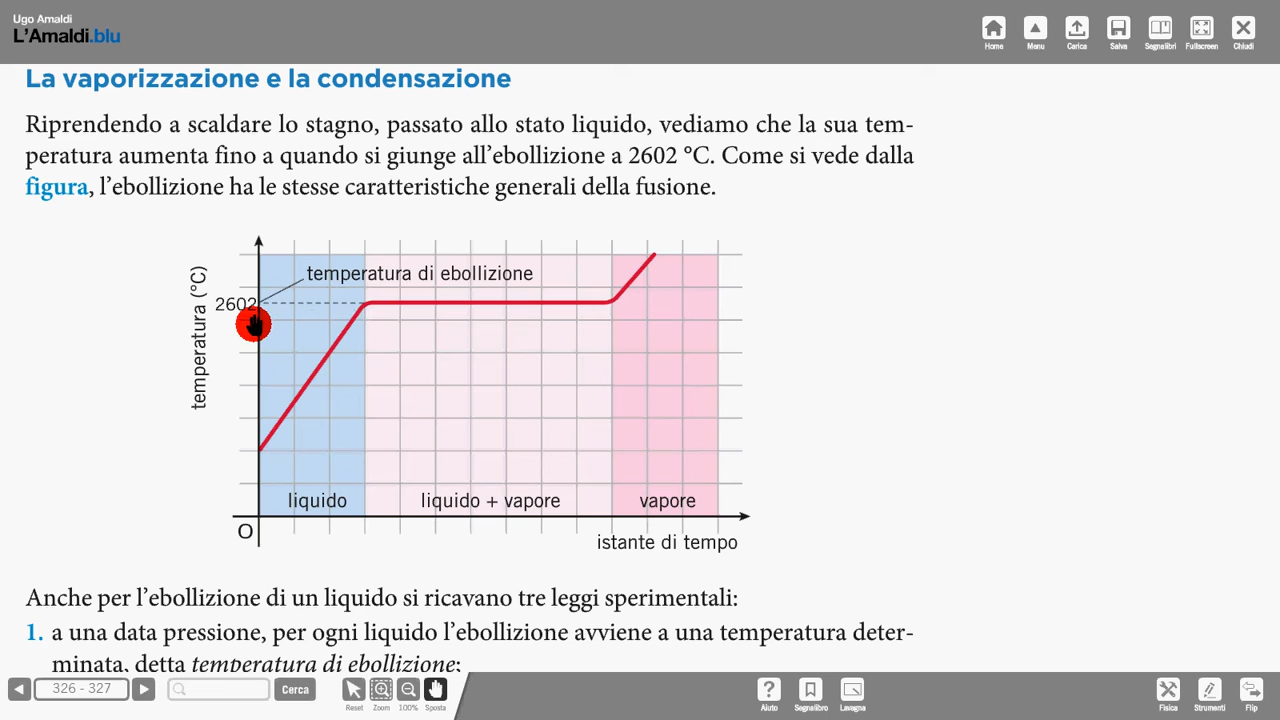 Ugo Amaldi
L'Amaldi.blu
Home Menu Carica Salva Segnalibri Fullscreen Chiudi
La vaporizzazione e la condensazione
Riprendendo a scaldare lo stagno, passato allo stato liquido, vediamo che la sua tem-
peratura aumenta fino a quando si giunge all'ebollizione a 2602 °C. Come si vede dalla
figura, l'ebollizione ha le stesse caratteristiche generali della fusione.
temperatura (°C)
temperatura di ebollizione
2602
liquido
liquido + vapore
vapore
O
istante di tempo
Anche per l'ebollizione di un liquido si ricavano tre leggi sperimentali:
1. a una data pressione, per ogni liquido l'ebollizione avviene a una temperatura deter-
minata, detta temperatura di ebollizione;
326 - 327
Cerca
Reset Zoom 100% Sposta
Aiuto Segnalibro Lavagna
Fisica Strumenti Flip